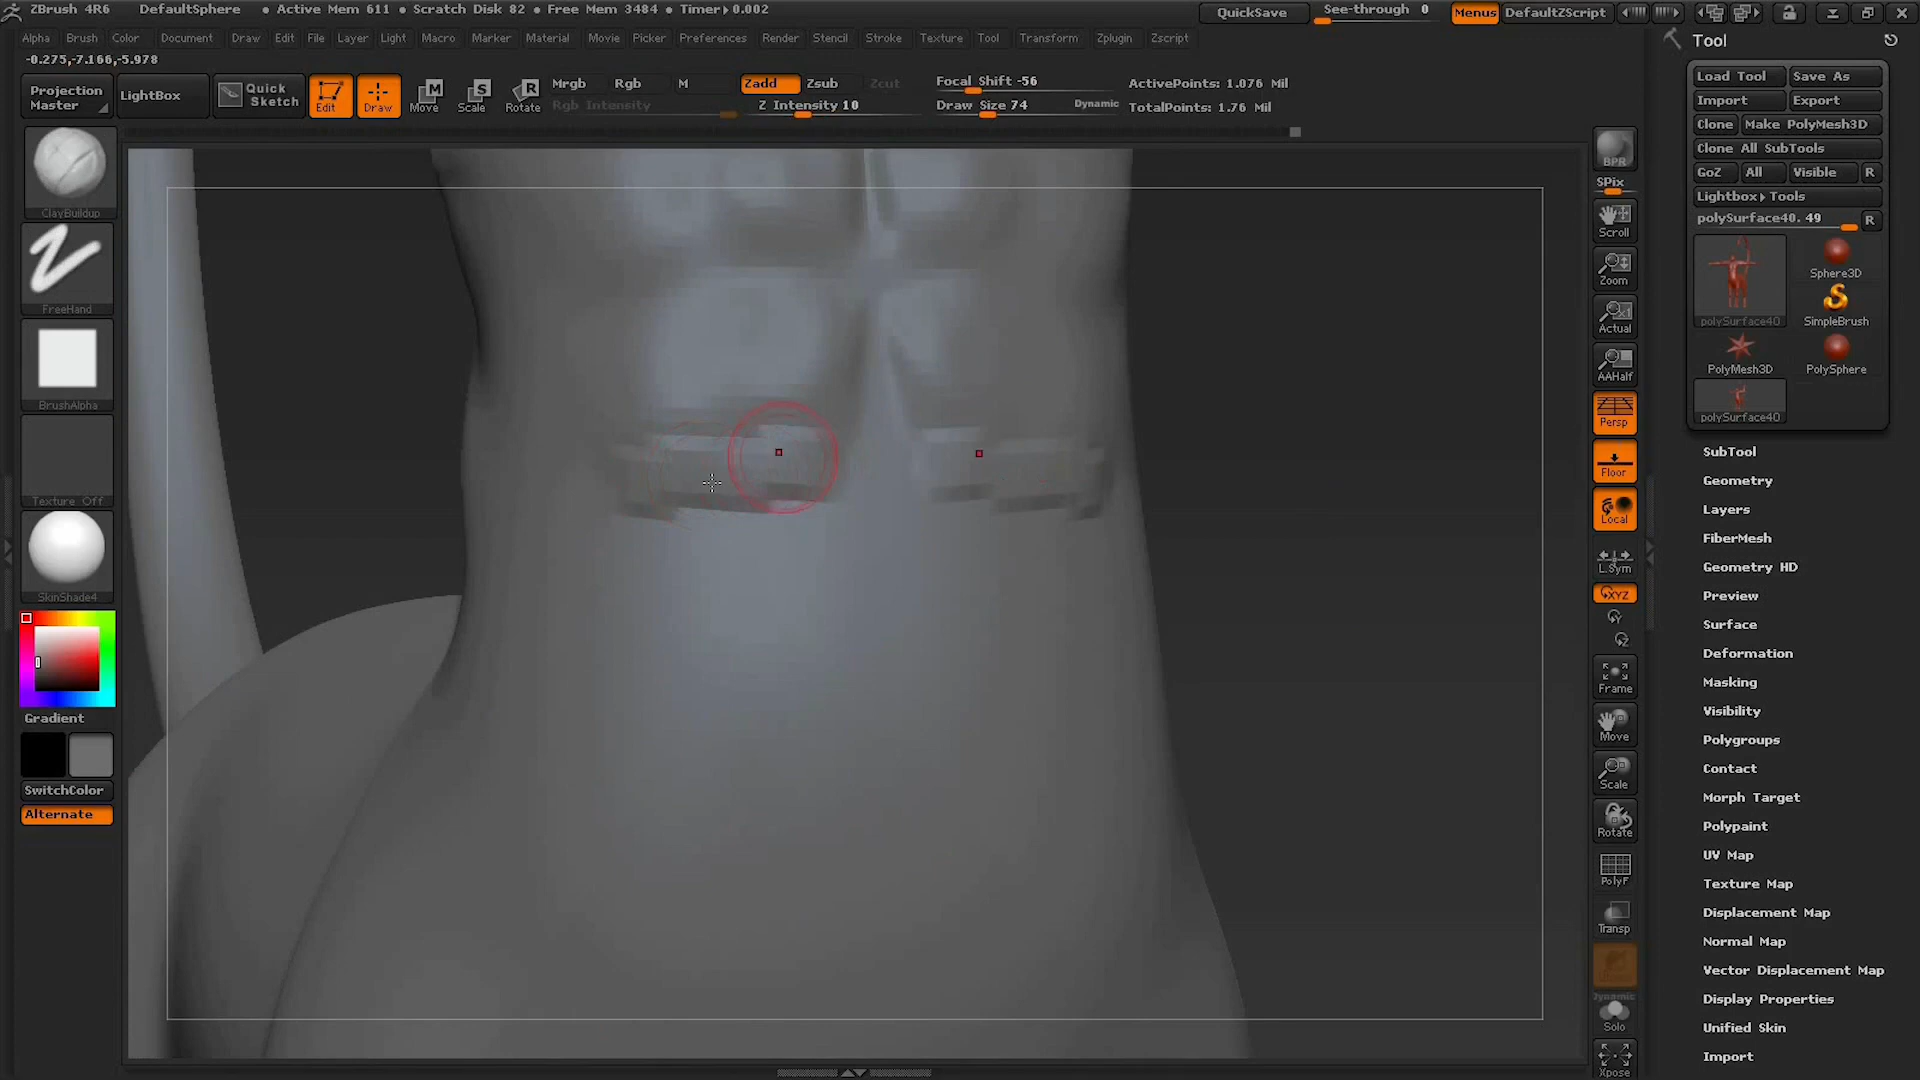 ZBrush 4R6 DefaultSphere • Active Mem 611 • Scratch Disk 82 • Free Mem 3484 • Timer▸0.002 QuickSave See-through 0 Menus DefaultZScript
Alpha Brush Color Document Draw Edit File Layer Light Macro Marker Material Movie Picker Preferences Render Stencil Stroke Texture Tool Transform Zplugin Zscript
-0.275,-7.166,-5.978
Projection Master
LightBox
Quick Sketch
Edit
Draw
Move
Scale
Rotate
Mrgb Rgb M
Rgb Intensity
Zadd Zsub Zcut
Z Intensity 10
Focal Shift -56
Draw Size 74 Dynamic
ActivePoints: 1.076 Mil
TotalPoints: 1.76 Mil
ClayBuildup
FreeHand
BrushAlpha
Texture Off
SkinShade4
Gradient
SwitchColor
Alternate
BPR
SPix
Scroll
Zoom
Actual
AAHalf
Persp
Floor
Local
L.Sym
XYZ
Y
Z
Frame
Move
Scale
Rotate
PolyF
Transp
Dynamic
Solo
Xpose
Tool
Load Tool Save As
Import Export
Clone Make PolyMesh3D
Clone All SubTools
GoZ All Visible R
Lightbox▸Tools
polySurface40. 49 R
polySurface40
Sphere3D
SimpleBrush
PolyMesh3D PolySphere
polySurface40
SubTool
Geometry
Layers
FiberMesh
Geometry HD
Preview
Surface
Deformation
Masking
Visibility
Polygroups
Contact
Morph Target
Polypaint
UV Map
Texture Map
Displacement Map
Normal Map
Vector Displacement Map
Display Properties
Unified Skin
Import